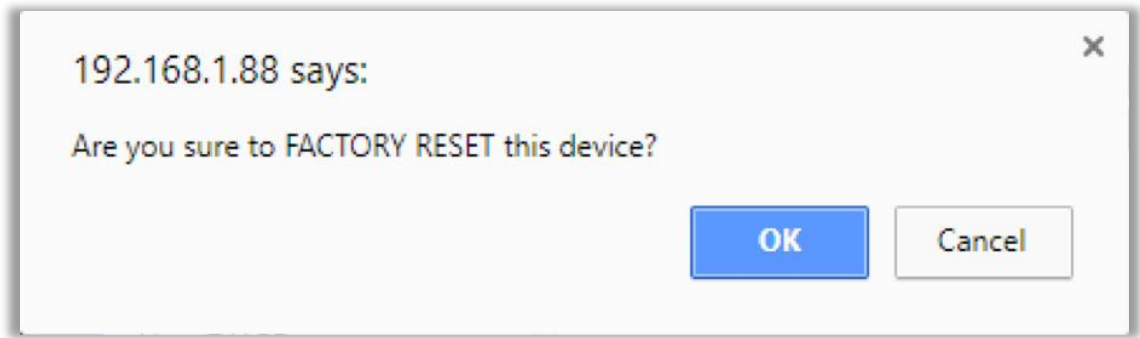 192.168.1.88 says:
Are you sure to FACTORY RESET this device?
OK
Cancel